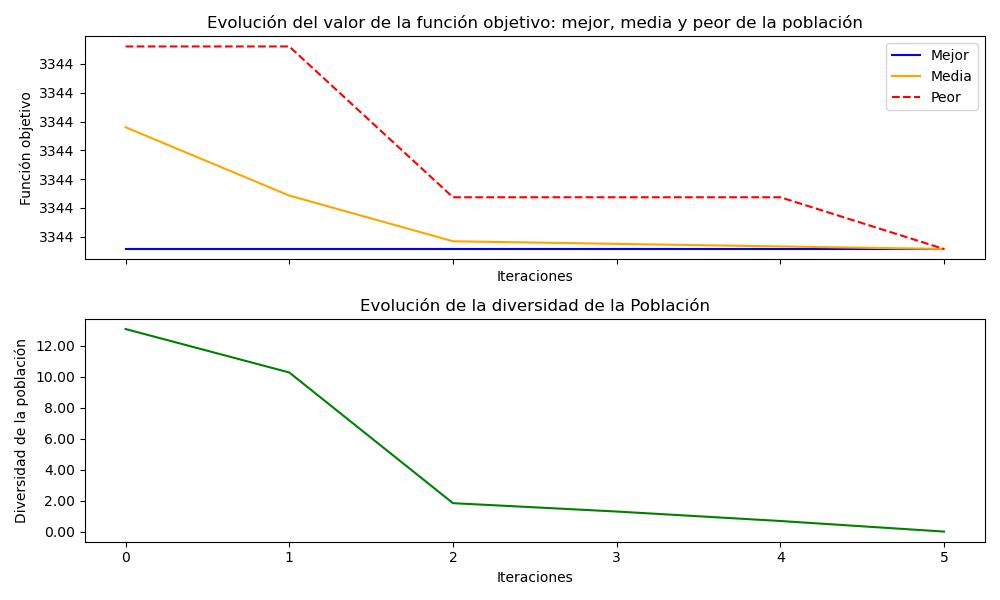 Evolución del valor de la función objetivo: mejor, media y peor de la población
Función objetivo
3344
3344
3344
3344
3344
3344
3344
Mejor
Media
Peor
Iteraciones
Evolución de la diversidad de la Población
Diversidad de la población
12.00
10.00
8.00
6.00
4.00
2.00
0.00
0 1 2 3 4 5
Iteraciones